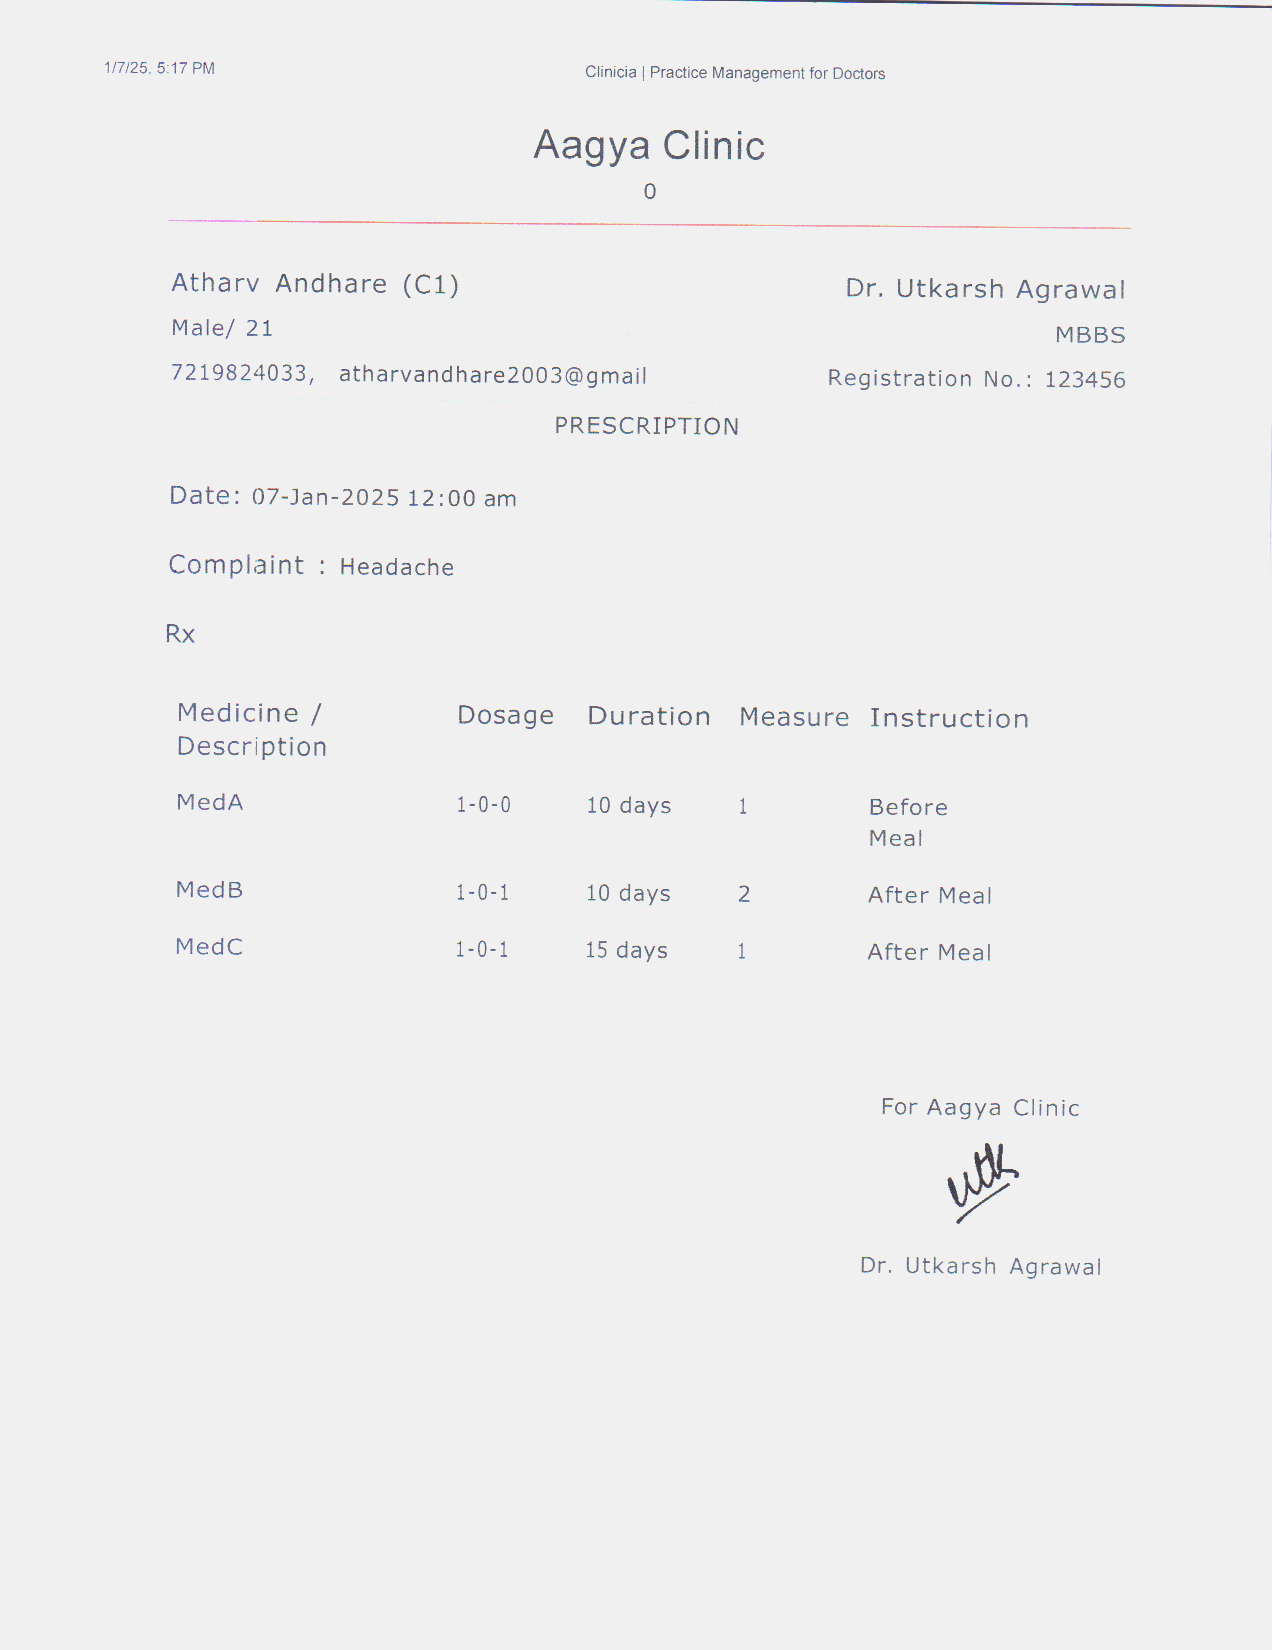 1/7/25, 5:17 PM Clinicia | Practice Management for Doctors
Aagya Clinic
0
Atharv Andhare (C1) Dr. Utkarsh Agrawal
Male/ 21 MBBS
7219824033, atharvandhare2003@gmail Registration No.: 123456
PRESCRIPTION
Date: 07-Jan-2025 12:00 am
Complaint : Headache
Rx
Medicine / Dosage Duration Measure Instruction
Description
MedA 1-0-0 10 days 1 Before
Meal
MedB 1-0-1 10 days 2 After Meal
MedC 1-0-1 15 days 1 After Meal
For Aagya Clinic
utk
Dr. Utkarsh Agrawal